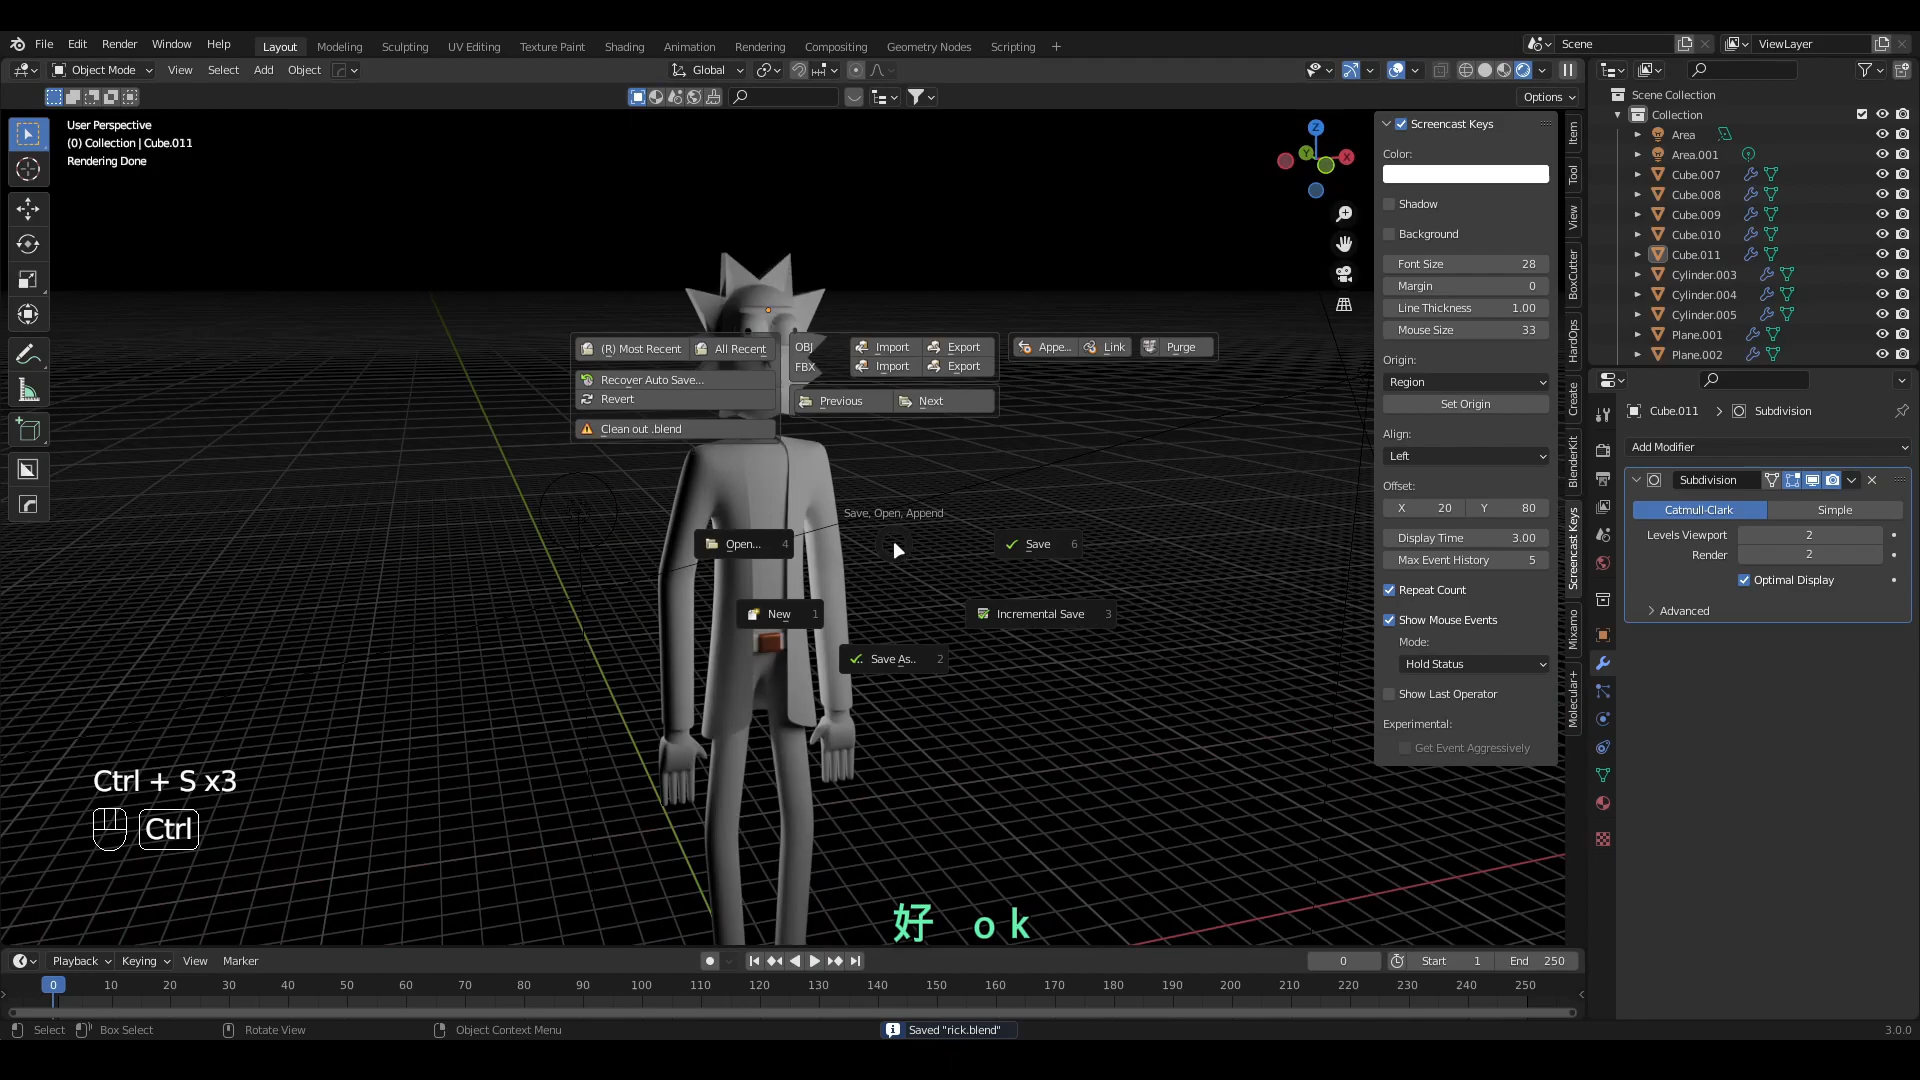 File Edit Render Window Help Layout Modeling Sculpting UV Editing Texture Paint Shading Animation Rendering Compositing Geometry Nodes Scripting + Scene ViewLayer
Object Mode View Select Add Object Global
Options
User Perspective
(0) Collection | Cube.011
Rendering Done
Z
Y
X
Screencast Keys
Color:
Shadow
Background
Font Size 28
Margin 0
Line Thickness 1.00
Mouse Size 33
Origin:
Region
Set Origin
Align:
Left
Offset:
X 20 Y 80
Display Time 3.00
Max Event History 5
Repeat Count
Show Mouse Events
Mode:
Hold Status
Show Last Operator
Experimental:
Get Event Aggressively
Item
Tool
View
BoxCutter
HardOps
Create
BlenderKit
Screencast Keys
Mixamo
Molecular+
Scene Collection
Collection
Area
Area.001
Cube.007
Cube.008
Cube.009
Cube.010
Cube.011
Cylinder.003
Cylinder.004
Cylinder.005
Plane.001
Plane.002
Cube.011 > Subdivision
Add Modifier
Subdivision
Catmull-Clark Simple
Levels Viewport 2
Render 2
Optimal Display
Advanced
(R) Most Recent All Recent
Recover Auto Save...
Revert
Clean out .blend
OBJ Import Export
FBX Import Export
Previous Next
Appe... Link Purge
Save, Open, Append
Open... 4
Save 6
New 1
Incremental Save 3
Save As.. 2
Ctrl + S x3
Ctrl
好 ok
Playback Keying View Marker 0 Start 1 End 250
0 10 20 30 40 50 60 70 80 90 100 110 120 130 140 150 160 170 180 190 200 210 220 230 240 250
Select Box Select Rotate View Object Context Menu Saved "rick.blend" 3.0.0